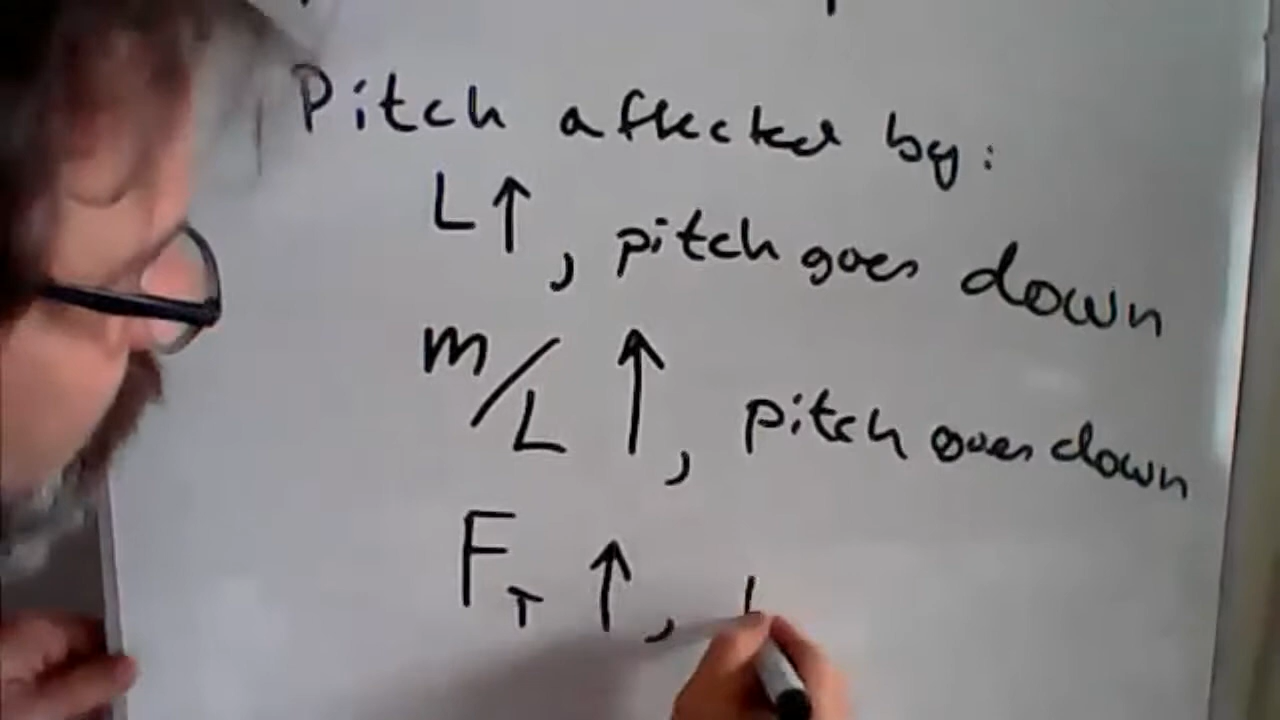 Pitch affected by:
L↑, pitch goes down
m/L ↑, pitch goes down
F_T ↑,